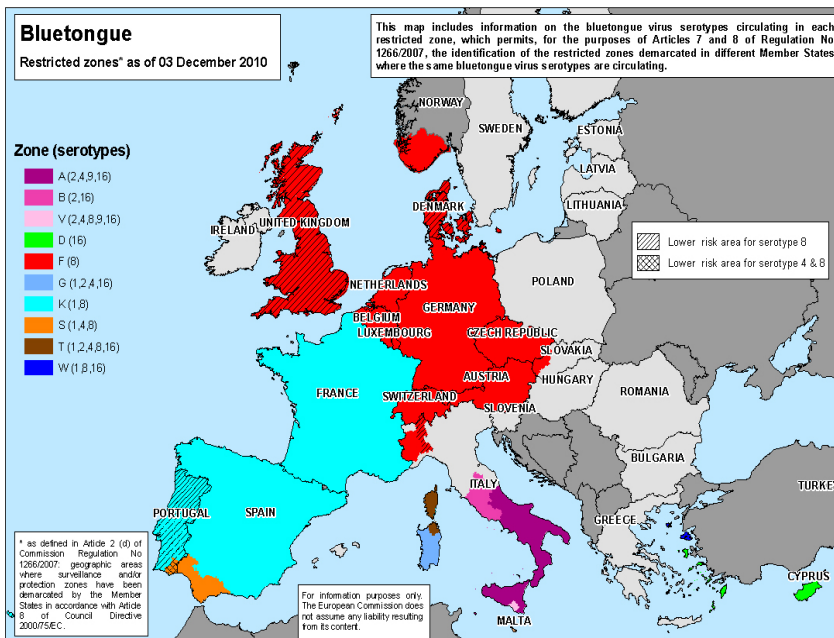 Bluetongue
Restricted zones* as of 03 December 2010
This map includes information on the bluetongue virus serotypes circulating in each
restricted zone, which permits, for the purposes of Articles 7 and 8 of Regulation No
1266/2007, the identification of the restricted zones demarcated in different Member States
where the same bluetongue virus serotypes are circulating.
Zone (serotypes)
A (2,4,9,16)
B (2,16)
V (2,4,8,9,16)
D (16)
F (8)
G (1,2,4,16)
K (1,8)
S (1,4,8)
T (1,2,4,8,16)
W (1,8,16)
NORWAY
SWEDEN
ESTONIA
LATVIA
LITHUANIA
DENMARK
IRELAND
UNITED KINGDOM
Lower risk area for serotype 8
Lower risk area for serotype 4 & 8
NETHERLANDS
POLAND
GERMANY
BELGIUM
LUXEMBOURG
CZECH REPUBLIC
SLOVAKIA
AUSTRIA
HUNGARY
FRANCE
SWITZERLAND
ROMANIA
SLOVENIA
BULGARIA
ITALY
TURKE
PORTUGAL
SPAIN
GREECE
CYPRUS
MALTA
* as defined in Article 2 (d) of
Commission Regulation No
1266/2007: geographic areas
where surveillance and/or
protection zones have been
demarcated by the Member
States in accordance with Article
8 of Council Directive
2000/75/EC.
For information purposes only.
The European Commission does
not assume any liability resulting
from its content.